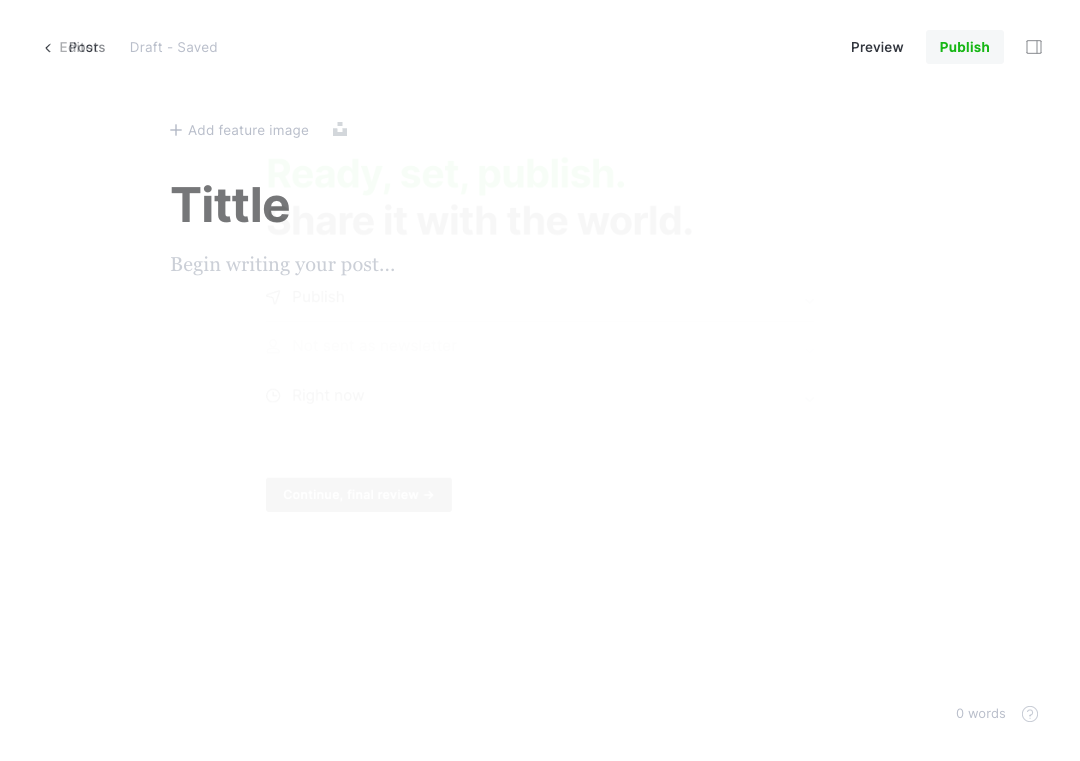 Editor
Posts
Draft - Saved
Preview
Publish
Add feature image
Ready, set, publish.
Tittle
Share it with the world.
Begin writing your post...
Publish
Right now
Continue, final review →
0 words